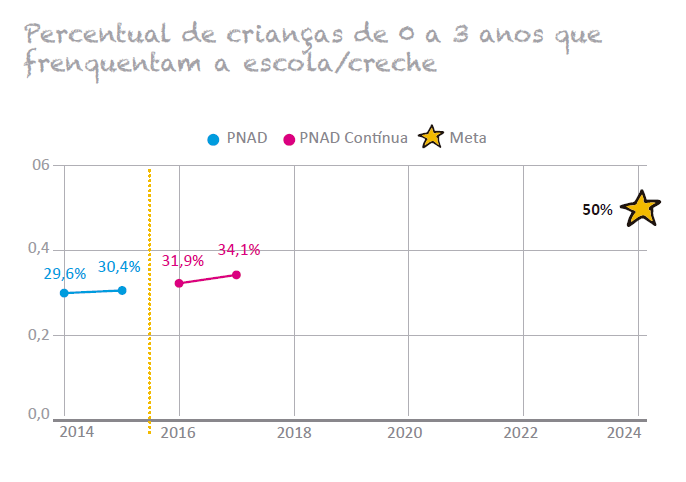 Percentual de crianças de 0 a 3 anos que
frenquentam a escola/creche
PNAD PNAD Contínua Meta
06
50%
0,4
29,6% 30,4% 31,9% 34,1%
0,2
0,0
2014 2016 2018 2020 2022 2024